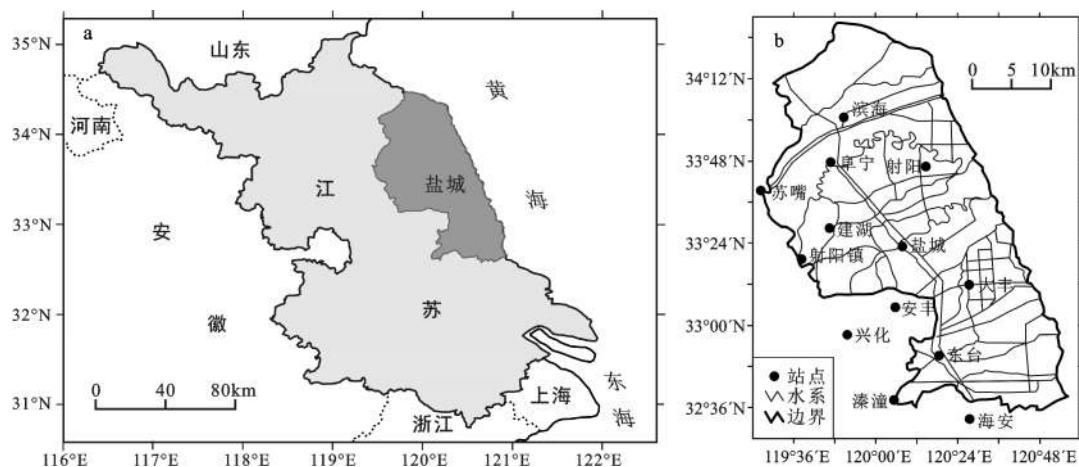 a
山东
黄
海
河南
盐城
江
安
苏
徽
东
海
上海
浙江
0 40 80km
35°N
34°N
33°N
32°N
31°N
116°E 117°E 118°E 119°E 120°E 121°E 122°E
b
0 5 10km
滨海
阜宁
射阳
苏嘴
建湖
盐城
射阳镇
大丰
安丰
兴化
东台
溱潼
海安
站点
水系
边界
34°12′N
33°48′N
33°24′N
33°00′N
32°36′N
119°36′E 120°00′E 120°24′E 120°48′E